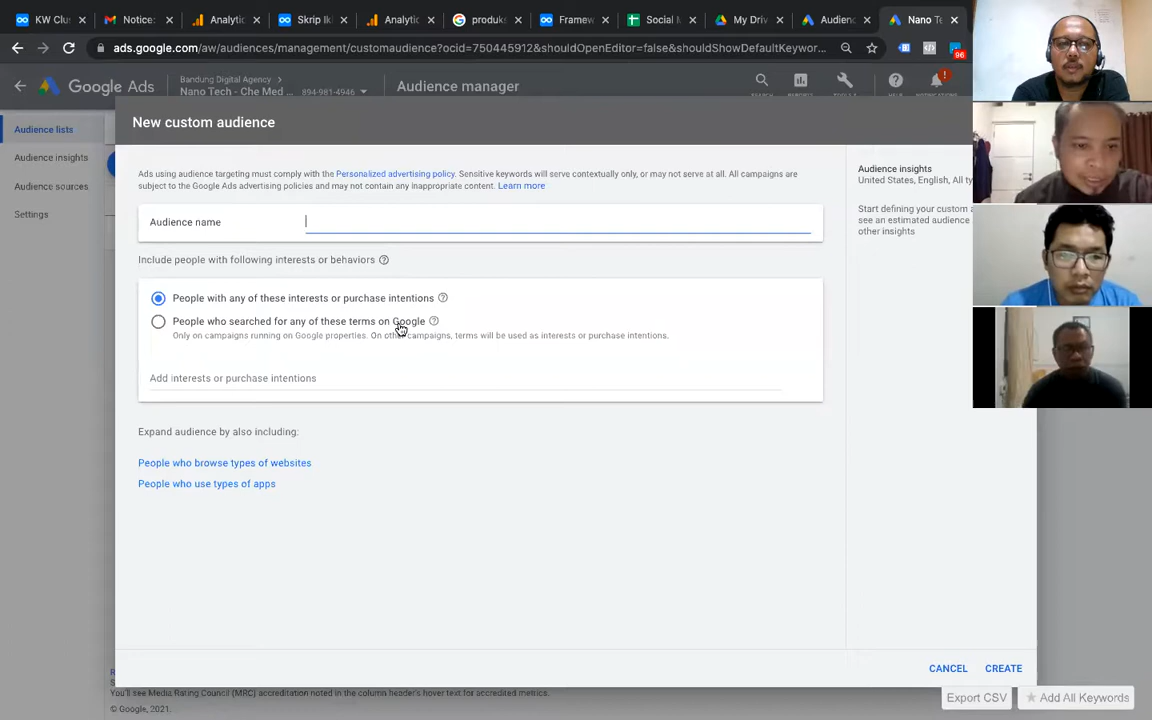 KW Clus
Notice:
Analytic
Skrip Ikl
Analytic
produks
Framew
Social M
My Driv
Audienc
Nano Te
ads.google.com/aw/audiences/management/customaudience?ocid=750445912&shouldOpenEditor=false&shouldShowDefaultKeywor...
96
Google Ads
Bandung Digital Agency
Nano Tech - Che Med ...
894-981-4946
Audience manager
SEARCH
Audience lists
Audience insights
Audience sources
Settings
New custom audience
Ads using audience targeting must comply with the Personalized advertising policy. Sensitive keywords will serve contextually only, or may not serve at all. All campaigns are
subject to the Google Ads advertising policies and may not contain any inappropriate content. Learn more
Audience name
Include people with following interests or behaviors
People with any of these interests or purchase intentions
People who searched for any of these terms on Google
Only on campaigns running on Google properties. On other campaigns, terms will be used as interests or purchase intentions.
Add interests or purchase intentions
Expand audience by also including:
People who browse types of websites
People who use types of apps
Audience insights
United States, English, All ty
Start defining your custom a
see an estimated audience
other insights
CANCEL
CREATE
You'll see Media Rating Council (MRC) accreditation noted in the column header's hover text for accredited metrics.
© Google, 2021.
Export CSV
Add All Keywords